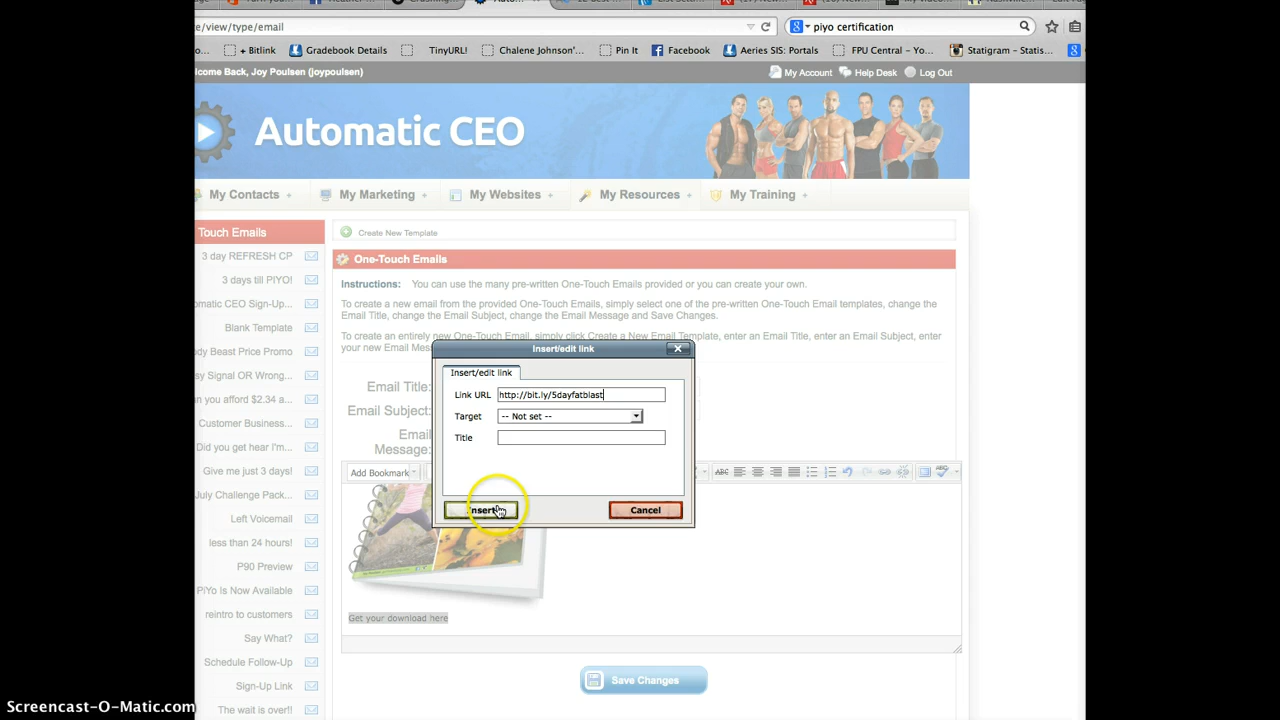 e/view/type/email
piyo certification
+ Bitlink
Gradebook Details
TinyURL!
Chalene Johnson'...
Pin It
Facebook
Aeries SIS: Portals
FPU Central – Yo...
Statigram – Statis...
lcome Back, Joy Poulsen (joypoulsen)
My Account
Help Desk
Log Out
Automatic CEO
My Contacts +
My Marketing +
My Websites +
My Resources +
My Training +
Touch Emails
3 day REFRESH CP
3 days till PIYO!
omatic CEO Sign-Up...
Blank Template
dy Beast Price Promo
sy Signal OR Wrong...
an you afford $2.34 a...
Customer Business...
Did you get hear I'm...
Give me just 3 days!
July Challenge Pack...
Left Voicemail
less than 24 hours!
P90 Preview
PiYo Is Now Available
reintro to customers
Say What?
Schedule Follow-Up
Sign-Up Link
The wait is over!!
Create New Template
One-Touch Emails
Instructions: You can use the many pre-written One-Touch Emails provided or you can create your own.
To create a new email from the provided One-Touch Emails, simply select one of the pre-written One-Touch Email templates, change the
Email Title, change the Email Subject, change the Email Message and Save Changes.
To create an entirely new One-Touch Email, simply click Create a New Email Template, enter an Email Title, enter an Email Subject, enter
your new Email Mess
Email Title:
Email Subject:
Email
Message:
Insert/edit link
Insert/edit link
Link URL http://bit.ly/5dayfatblast
Target -- Not set --
Title
Insert
Cancel
Add Bookmark
ABC
Get your download here
Save Changes
Screencast-O-Matic.com